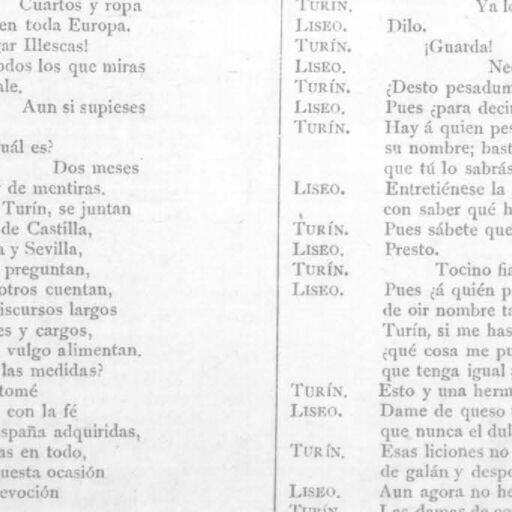 Cuartos y ropa
en toda Europa.
ar Illescas!
odos los que miras
ale.
Aun si supieses
uál es?
Dos meses
de mentiras.
Turín, se juntan
de Castilla,
a y Sevilla,
preguntan,
otros cuentan,
iscursos largos
es y cargos,
vulgo alimentan.
las medidas?
tomé
con la fé
spaña adquiridas,
as en todo,
uesta ocasión
evoción
TURÍN. Ya lo
LISEO. Dilo.
TURÍN. ¡Guarda!
LISEO. Nec
TURÍN. ¿Desto pesadum
LISEO. Pues ¿para decir
TURÍN. Hay á quien pes
su nombre; bast
que tú lo sabrás
LISEO. Entretiénese la
con saber qué h
TURÍN. Pues sábete que
LISEO. Presto.
TURÍN. Tocino fia
LISEO. Pues ¿á quién p
de oir nombre ta
Turín, si me has
¿qué cosa me pu
que tenga igual
TURÍN. Esto y una herm
LISEO. Dame de queso
que nunca el dul
TURÍN. Esas liciones no
de galán y despo
LISEO. Aun agora no he
TURÍN. Las damas de co